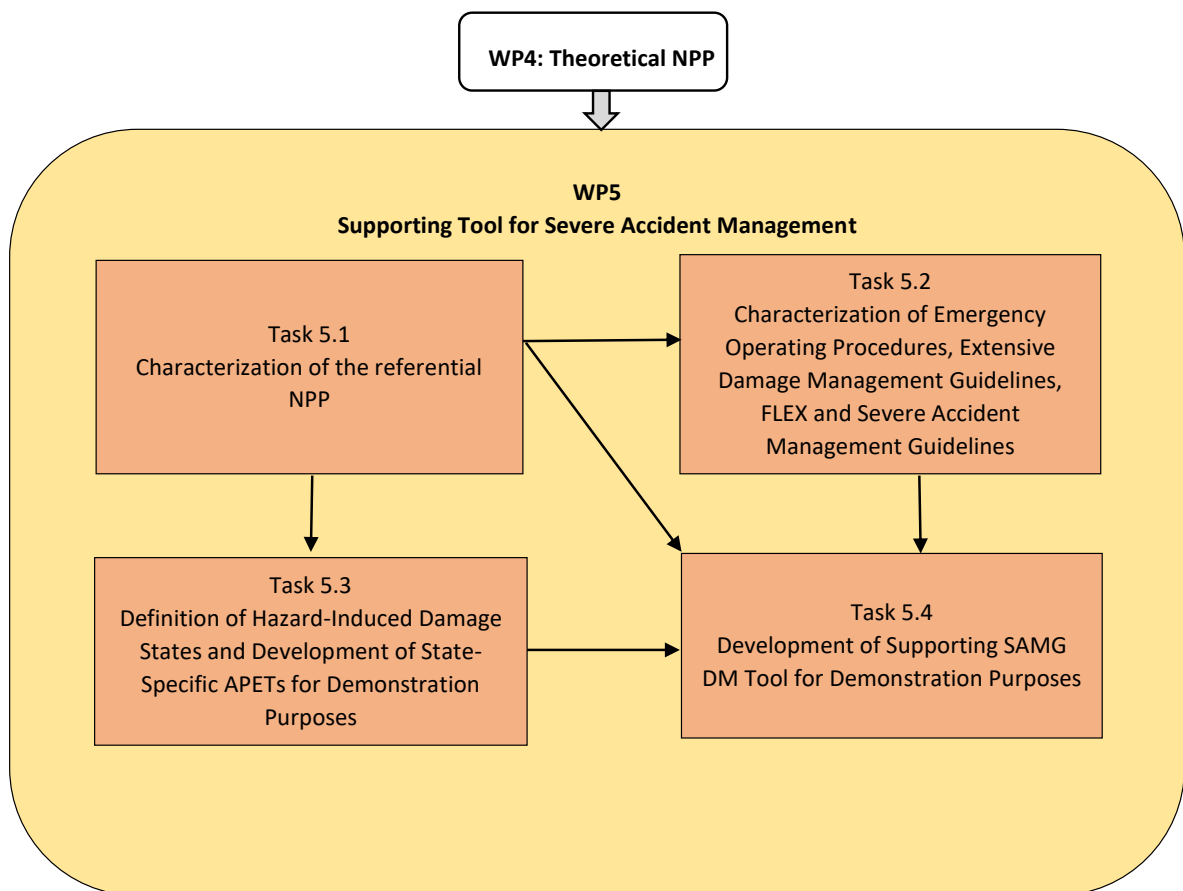 WP4: Theoretical NPP
WP5
Supporting Tool for Severe Accident Management
Task 5.1
Characterization of the referential
NPP
Task 5.2
Characterization of Emergency
Operating Procedures, Extensive
Damage Management Guidelines,
FLEX and Severe Accident
Management Guidelines
Task 5.3
Definition of Hazard-Induced Damage
States and Development of State-
Specific APETs for Demonstration
Purposes
Task 5.4
Development of Supporting SAMG
DM Tool for Demonstration Purposes